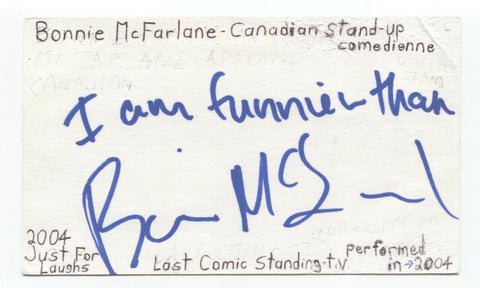 Bonnie McFarlane-Canadian Stand-up
comedienne
I am funnier than
2004
Just For
Laughs
Last Comic Standing-t.v
performed
in→2004